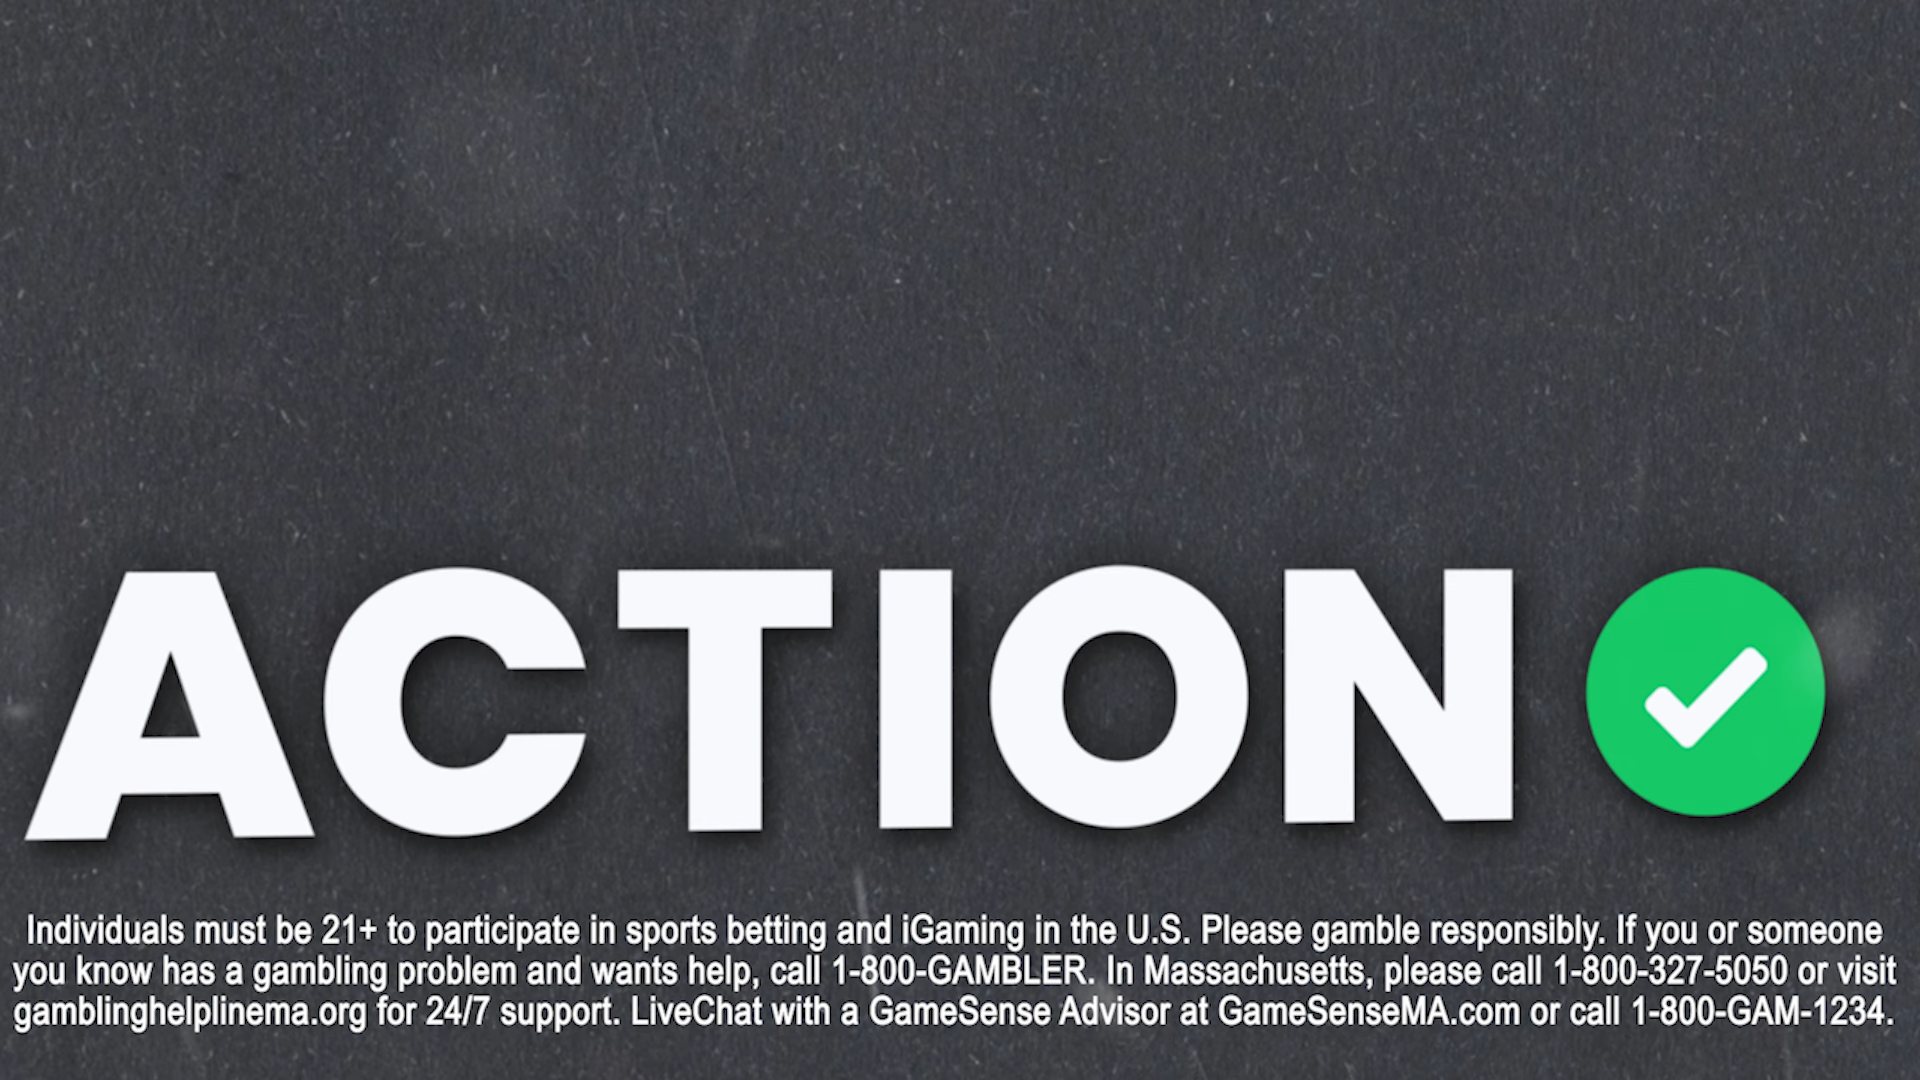 ACTION
Individuals must be 21+ to participate in sports betting and iGaming in the U.S. Please gamble responsibly. If you or someone
you know has a gambling problem and wants help, call 1-800-GAMBLER. In Massachusetts, please call 1-800-327-5050 or visit
gamblinghelplinema.org for 24/7 support. LiveChat with a GameSense Advisor at GameSenseMA.com or call 1-800-GAM-1234.